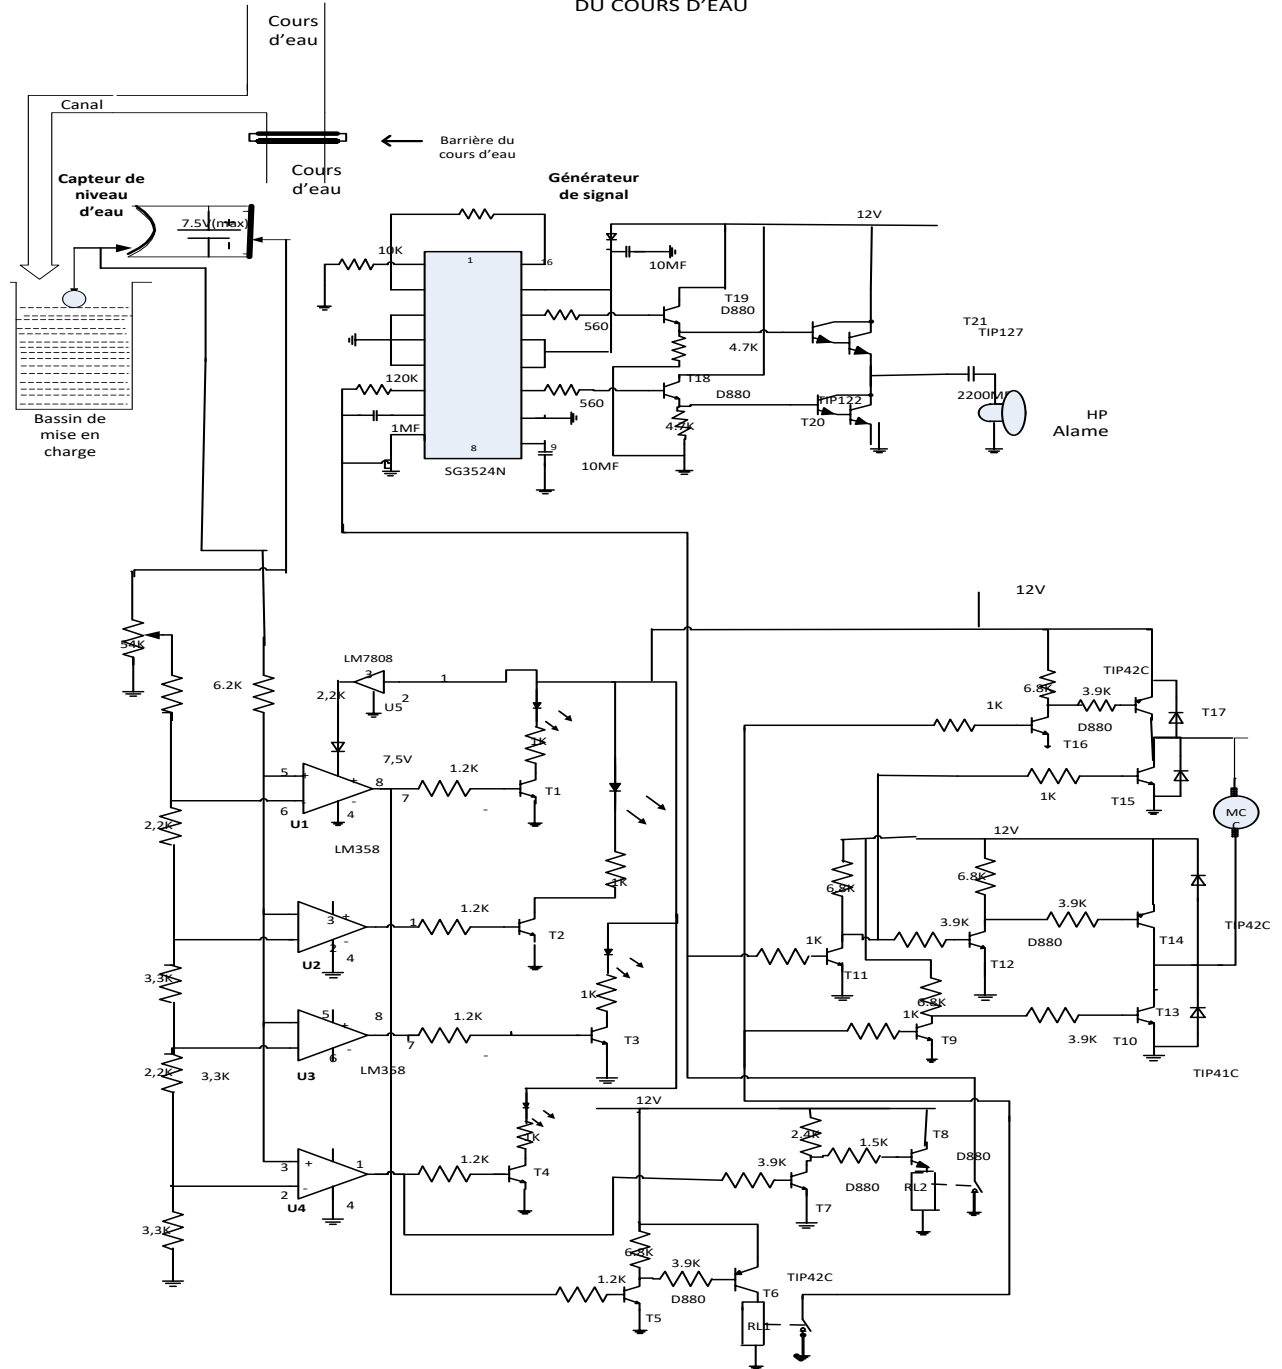 DU COURS D'EAU
Cours
d'eau
Canal
Barrière du
cours d'eau
Cours
d'eau
Capteur de
niveau
d'eau
7.5V(max)
+
-
Bassin de
mise en
charge
Générateur
de signal
12V
10K
1
16
10MF
T19
D880
560
4.7K
T21
TIP127
120K
T18
D880
560
TIP122
T20
4.7K
2200MF
HP
Alame
1MF
8
9
10MF
SG3524N
12V
54K
LM7808
3
1
2
U5
2,2K
6.2K
TIP42C
6.8K
3.9K
1K
D880
T17
T16
7,5V
1K
1.2K
5
+
+
8
-
7
6
4
U1
T1
-
1K
T15
MC
C
2,2K
LM358
12V
6.8K
6.8K
1K
3.9K
1.2K
3
+
1
2
-
4
U2
T2
3.9K
D880
TIP42C
T14
1K
T11
T12
3,3K
1K
6.8K
1.2K
5
+
8
6
-
7
U3
LM358
T3
-
1K
T9
T13
3.9K
T10
TIP41C
2,2K
3,3K
12V
1K
2.4K
1.5K
T8
D880
1.2K
3
+
1
2
-
4
U4
T4
3.9K
D880
RL2
T7
3,3K
6.8K
3.9K
1.2K
D880
TIP42C
T6
T5
RL1